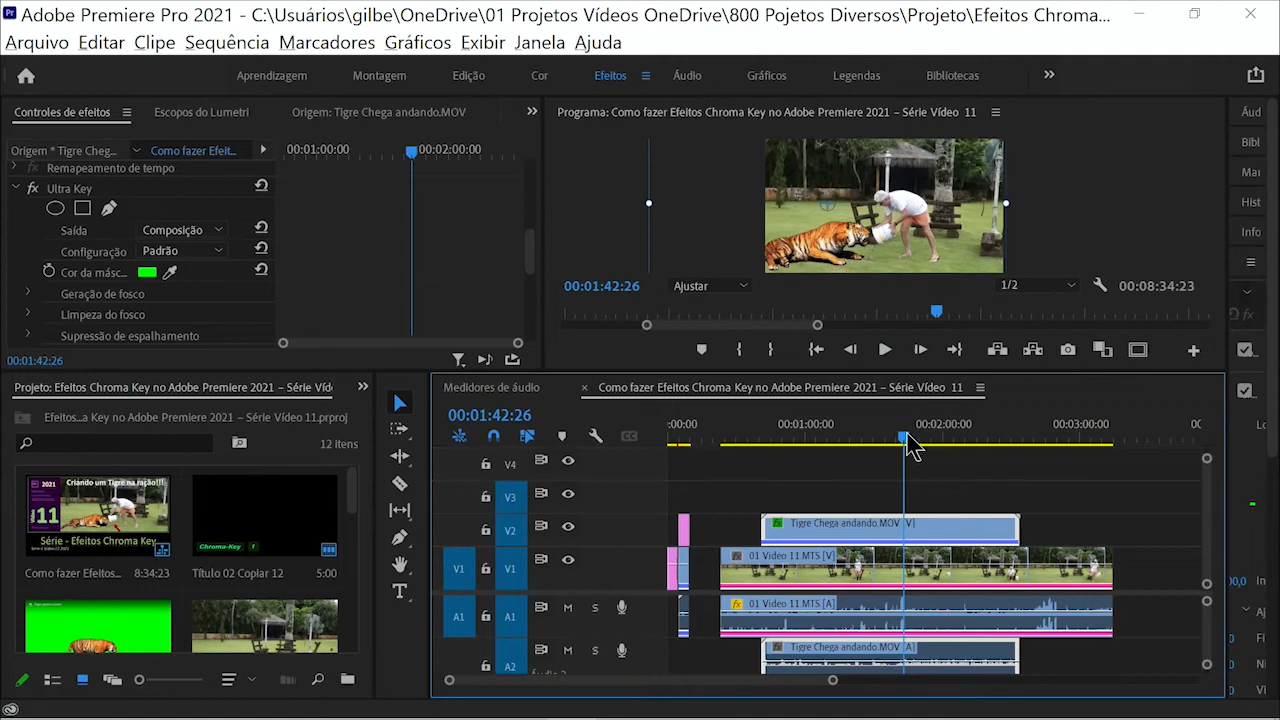 Adobe Premiere Pro 2021 - C:\Usuários\gilbe\OneDrive\01 Projetos Vídeos OneDrive\800 Pojetos Diversos\Projeto\Efeitos Chroma...
Arquivo Editar Clipe Sequência Marcadores Gráficos Exibir Janela Ajuda
Aprendizagem Montagem Edição Cor Efeitos Áudio Gráficos Legendas Bibliotecas
Controles de efeitos Escopos do Lumetri Origem: Tigre Chega andando.MOV
Origem * Tigre Cheg... Como fazer Efeit... 00:01:00:00 00:02:00:00
Remapeamento de tempo
fx Ultra Key
Saída Composição
Configuração Padrão
Cor da másc...
Geração de fosco
Limpeza do fosco
Supressão de espalhamento
00:01:42:26
Programa: Como fazer Efeitos Chroma Key no Adobe Premiere 2021 – Série Vídeo 11
00:01:42:26 Ajustar 1/2 00:08:34:23
Áud
Bibl
Mar
Hist
Info
Projeto: Efeitos Chroma Key no Adobe Premiere 2021 – Série Víd
Efeitos...a Key no Adobe Premiere 2021 – Série Vídeo 11.prproj
12 Itens
2021
Criando um Tigre na ração!!!
11
Série - Efeito Chroma-Key
Chroma-Key f
Como fazer Efeitos... 8:34:23 Título 02 Copiar 12 5:00
Medidores de áudio × Como fazer Efeitos Chroma Key no Adobe Premiere 2021 – Série Vídeo 11
00:01:42:26
:00:00 00:01:00:00 00:02:00:00 00:03:00:00 00
V4
V3
V2 fx Tigre Chega andando.MOV [V]
V1 V1 fx 01 Video 11 MTS [V]
A1 A1 M S fx 01 Video 11 MTS [A]
A2 M S fx Tigre Chega andando.MOV [A]